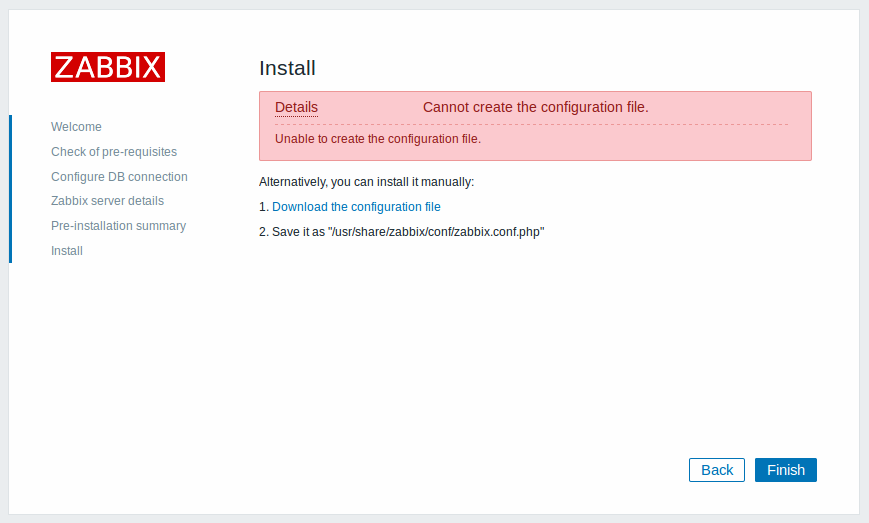 ZABBIX
Welcome
Check of pre-requisites
Configure DB connection
Zabbix server details
Pre-installation summary
Install
Install
Details Cannot create the configuration file.
Unable to create the configuration file.
Alternatively, you can install it manually:
1. Download the configuration file
2. Save it as "/usr/share/zabbix/conf/zabbix.conf.php"
Back Finish